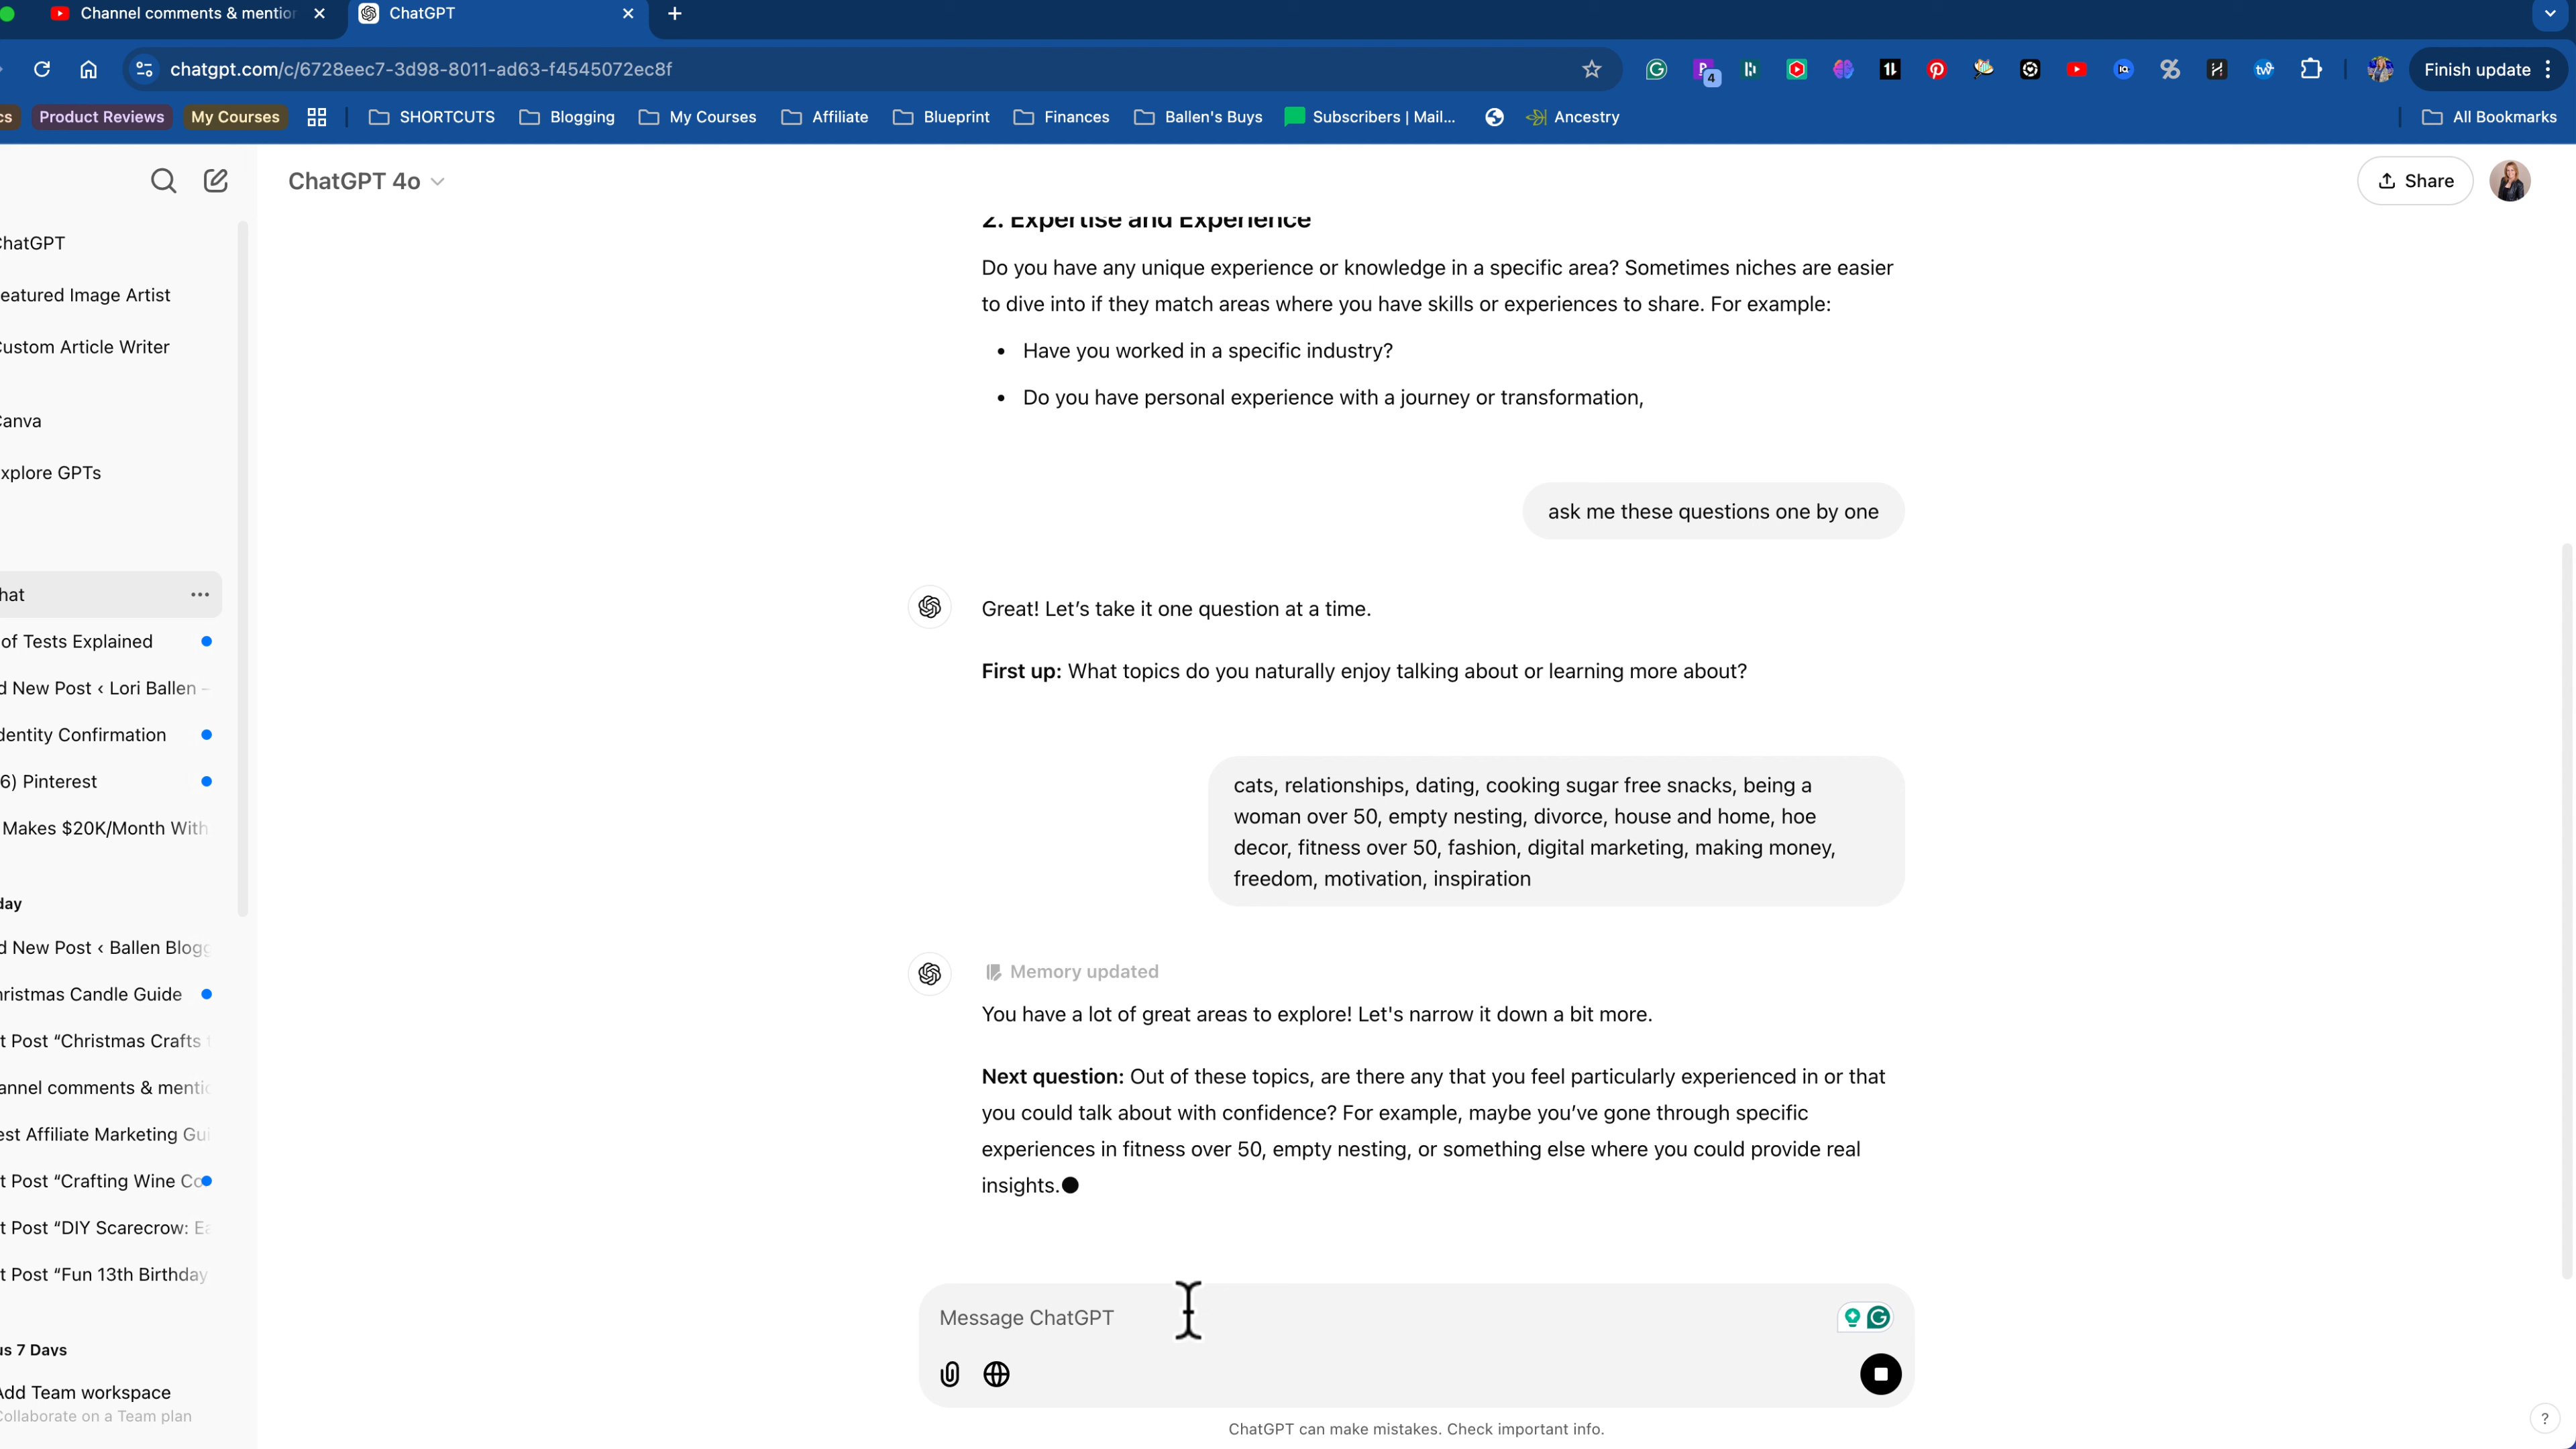 Channel comments & mentior
ChatGPT
chatgpt.com/c/6728eec7-3d98-8011-ad63-f4545072ec8f
4
Finish update
cs
Product Reviews
My Courses
SHORTCUTS
Blogging
My Courses
Affiliate
Blueprint
Finances
Ballen's Buys
Subscribers | Mail...
Ancestry
All Bookmarks
ChatGPT 4o
Share
hatGPT
eatured Image Artist
ustom Article Writer
anva
xplore GPTs
hat
of Tests Explained
d New Post ‹ Lori Ballen –
dentity Confirmation
6) Pinterest
Makes $20K/Month With
day
d New Post ‹ Ballen Blogg
hristmas Candle Guide
t Post “Christmas Crafts t
annel comments & mentic
est Affiliate Marketing Gui
t Post “Crafting Wine Co
t Post “DIY Scarecrow: Ea
t Post “Fun 13th Birthday
us 7 Days
Add Team workspace
Collaborate on a Team plan
2. Expertise and Experience
Do you have any unique experience or knowledge in a specific area? Sometimes niches are easier
to dive into if they match areas where you have skills or experiences to share. For example:
• Have you worked in a specific industry?
• Do you have personal experience with a journey or transformation,
ask me these questions one by one
Great! Let’s take it one question at a time.
First up: What topics do you naturally enjoy talking about or learning more about?
cats, relationships, dating, cooking sugar free snacks, being a
woman over 50, empty nesting, divorce, house and home, hoe
decor, fitness over 50, fashion, digital marketing, making money,
freedom, motivation, inspiration
Memory updated
You have a lot of great areas to explore! Let's narrow it down a bit more.
Next question: Out of these topics, are there any that you feel particularly experienced in or that
you could talk about with confidence? For example, maybe you’ve gone through specific
experiences in fitness over 50, empty nesting, or something else where you could provide real
insights.
Message ChatGPT
ChatGPT can make mistakes. Check important info.
?